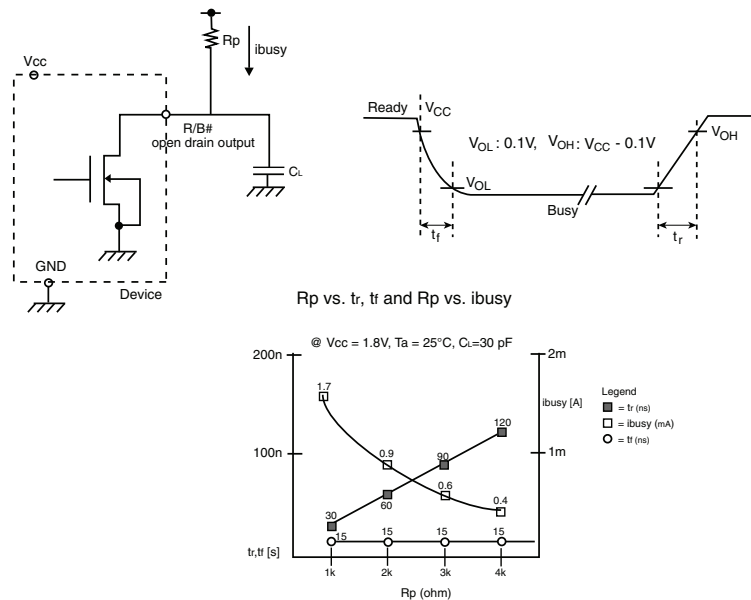 Rp
ibusy
Vcc
R/B#
open drain output
CL
GND
Device
Ready
VCC
VOL : 0.1V, VOH : VCC - 0.1V
VOH
VOL
Busy
tf
tr
Rp vs. tr, tf and Rp vs. ibusy
@ Vcc = 1.8V, Ta = 25°C, CL=30 pF
200n
2m
1.7
Legend
ibusy [A]
= tr (ns)
= ibusy (mA)
= tf (ns)
120
100n
0.9
90
1m
60
0.6
0.4
30
15
15
15
15
tr,tf [s]
1k
2k
3k
4k
Rp (ohm)